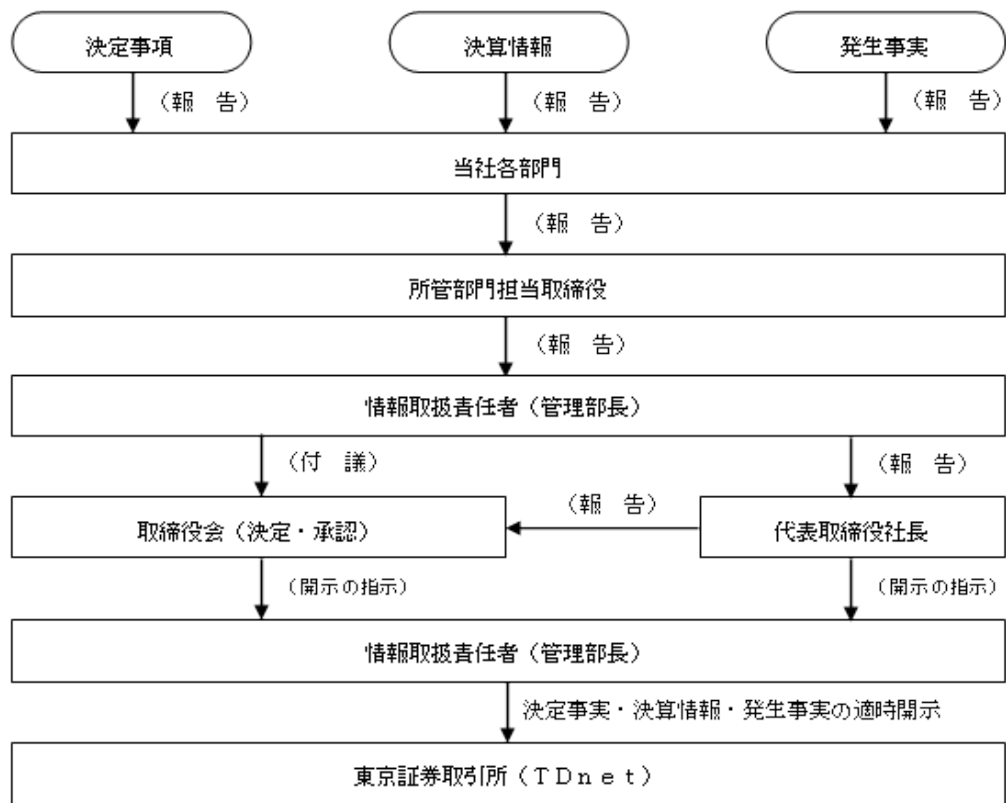 決定事項
決算情報
発生事実
（報　告）
（報　告）
（報　告）
当社各部門
（報　告）
所管部門担当取締役
（報　告）
情報取扱責任者（管理部長）
（付　議）
（報　告）
取締役会（決定・承認）
（報　告）
代表取締役社長
（開示の指示）
（開示の指示）
情報取扱責任者（管理部長）
決定事実・決算情報・発生事実の適時開示
東京証券取引所（ＴＤｎｅｔ）